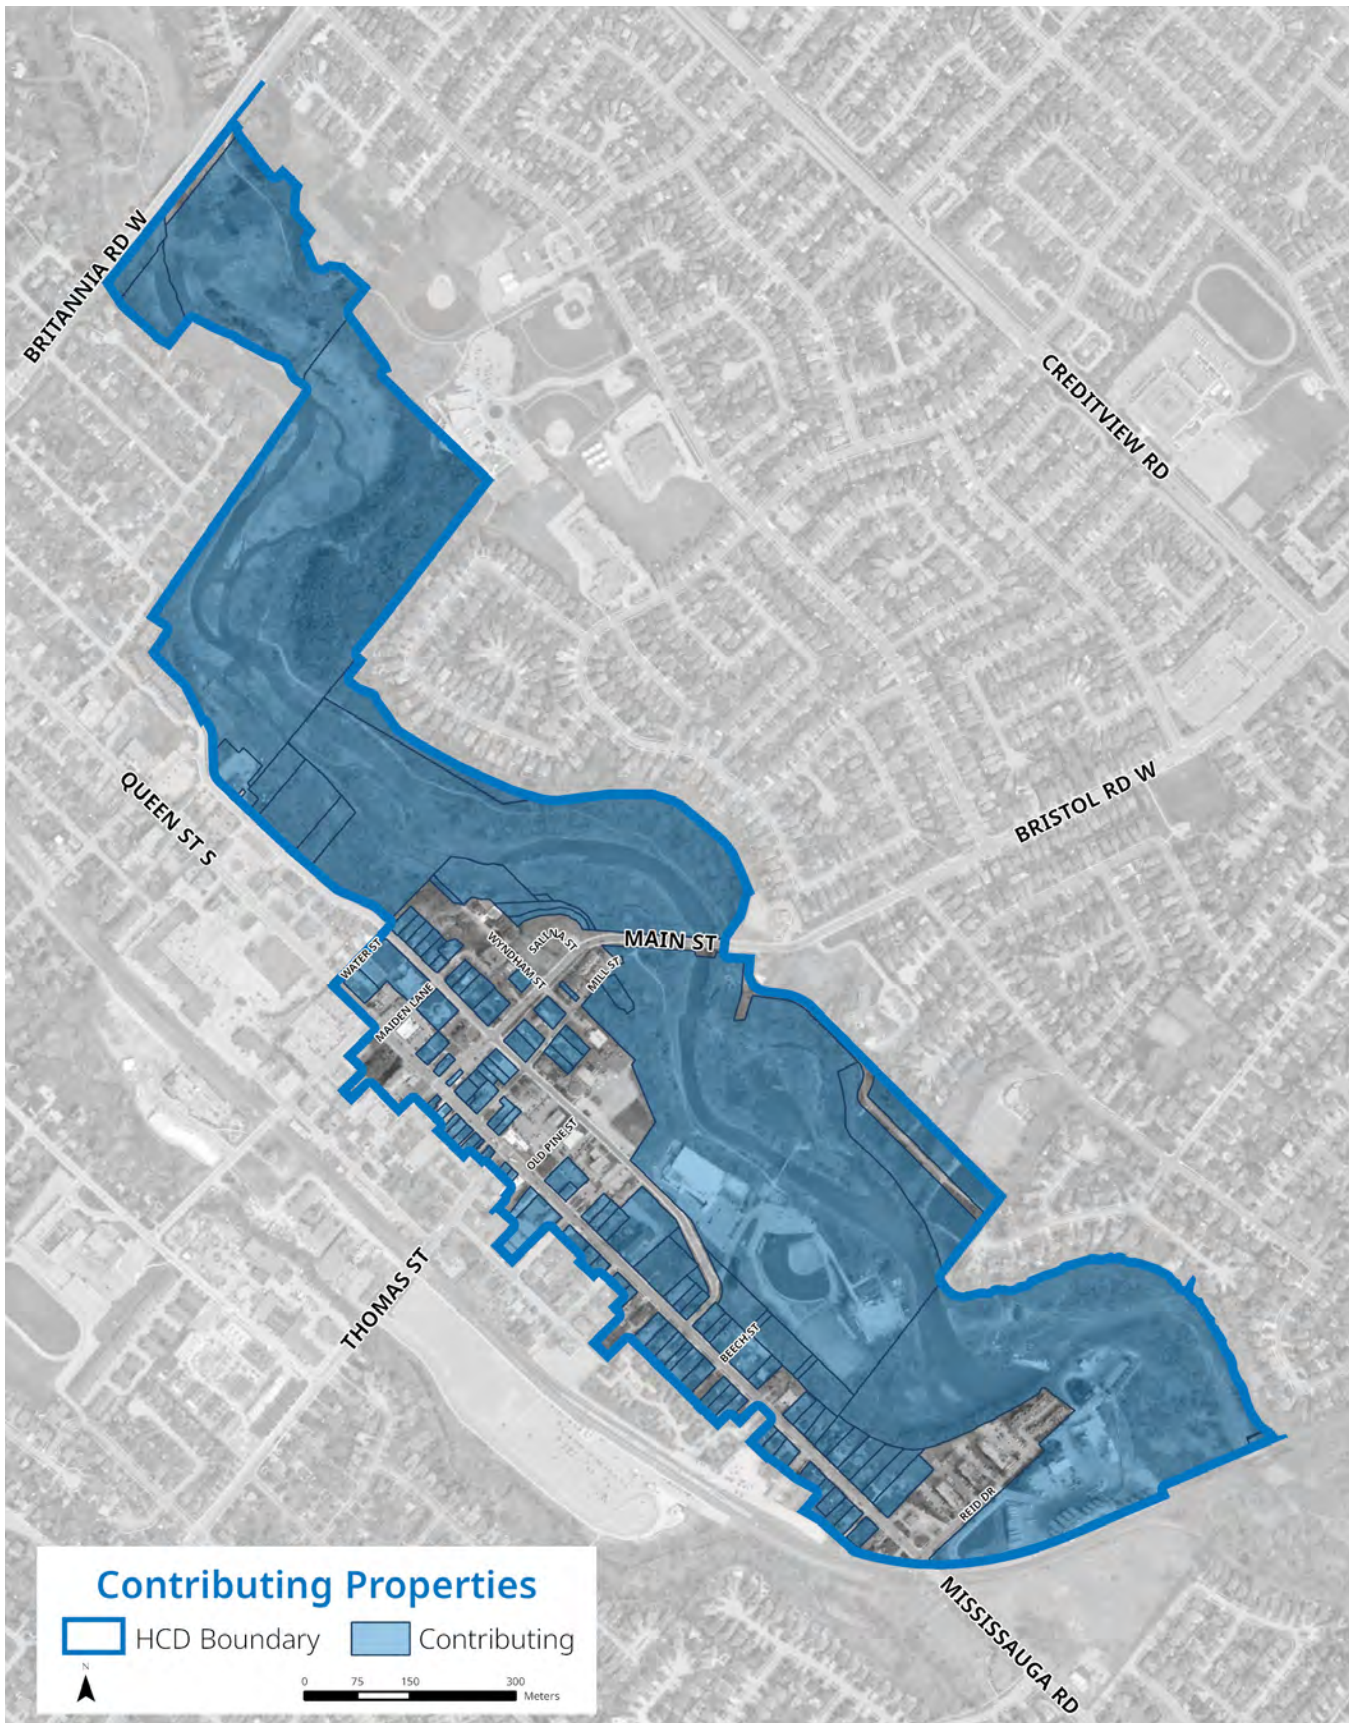 BRITANNIA RD W
CREDITVIEW RD
QUEEN ST S
BRISTOL RD W
MAIN ST
SALINA ST
WYNDHAM ST
WATER ST
MILL ST
MAIDEN LANE
OLD PINE ST
THOMAS ST
BEECH ST
REID DR
MISSISSAUGA RD
Contributing Properties
HCD Boundary
Contributing
N
0 75 150 300
Meters